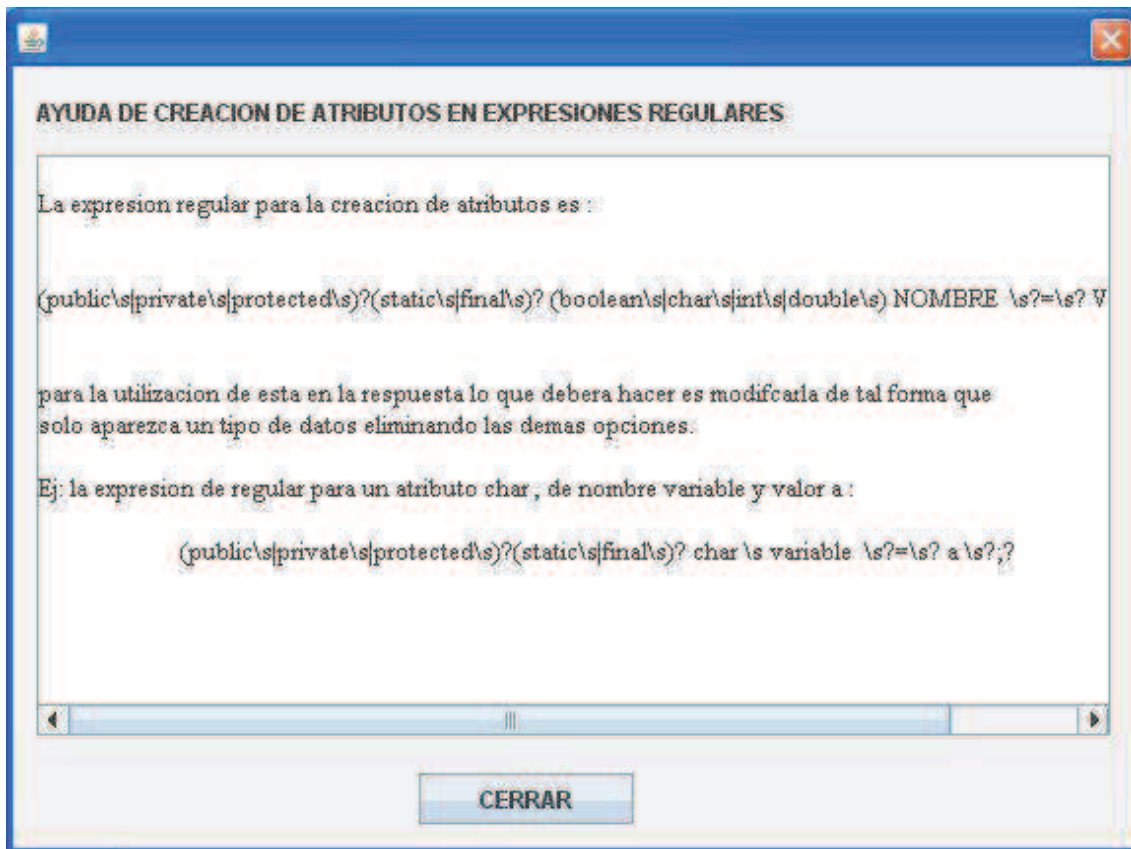 AYUDA DE CREACION DE ATRIBUTOS EN EXPRESIONES REGULARES
La expresion regular para la creacion de atributos es :
(public\s|private\s|protected\s)?(static\s|final\s)? (boolean\s|char\s|int\s|double\s) NOMBRE \s?=\s? V
para la utilizacion de esta en la respuesta lo que debera hacer es modifcarla de tal forma que
solo aparezca un tipo de datos eliminando las demas opciones.
Ej: la expresion de regular para un atributo char , de nombre variable y valor a :
(public\s|private\s|protected\s)?(static\s|final\s)? char \s variable \s?=\s? a \s?;?
CERRAR